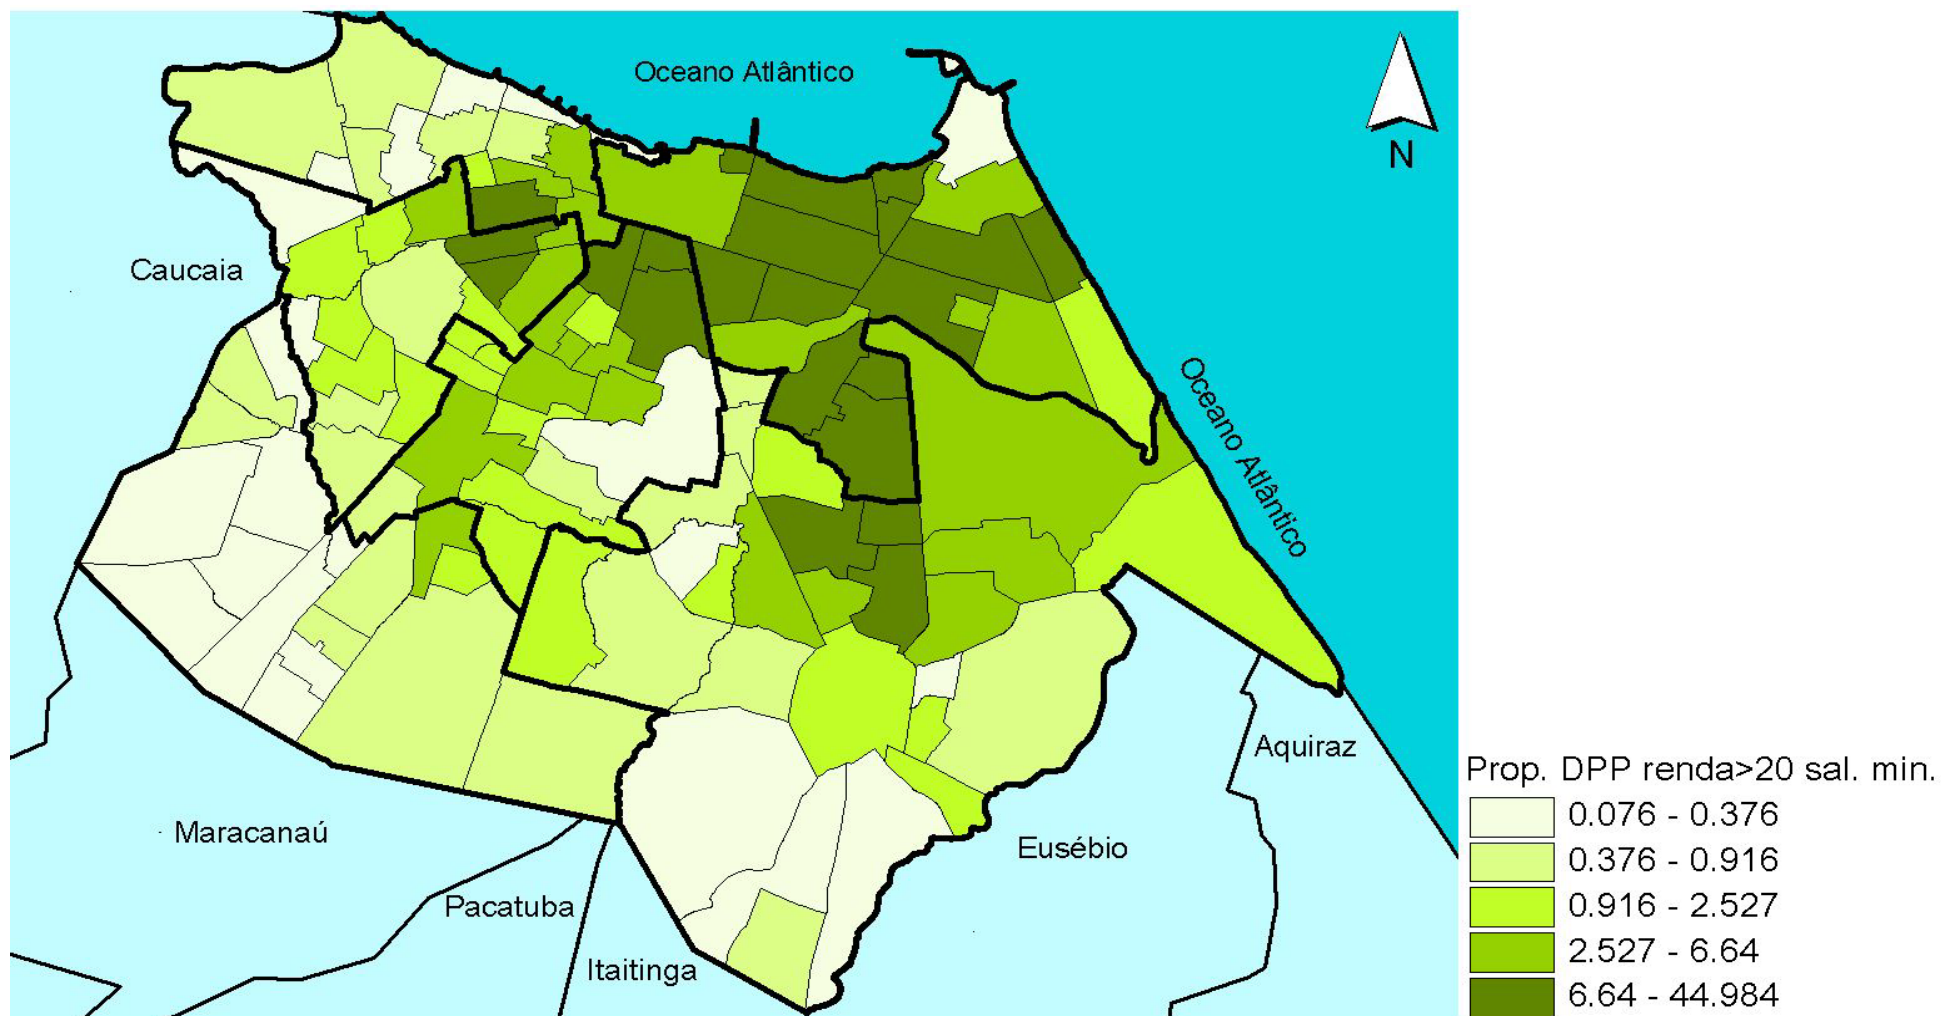 Oceano Atlântico
N
Caucaia
Oceano Atlântico
Aquiraz
Maracanaú
Eusébio
Pacatuba
Itaitinga
Prop. DPP renda>20 sal. min.
0.076 - 0.376
0.376 - 0.916
0.916 - 2.527
2.527 - 6.64
6.64 - 44.984